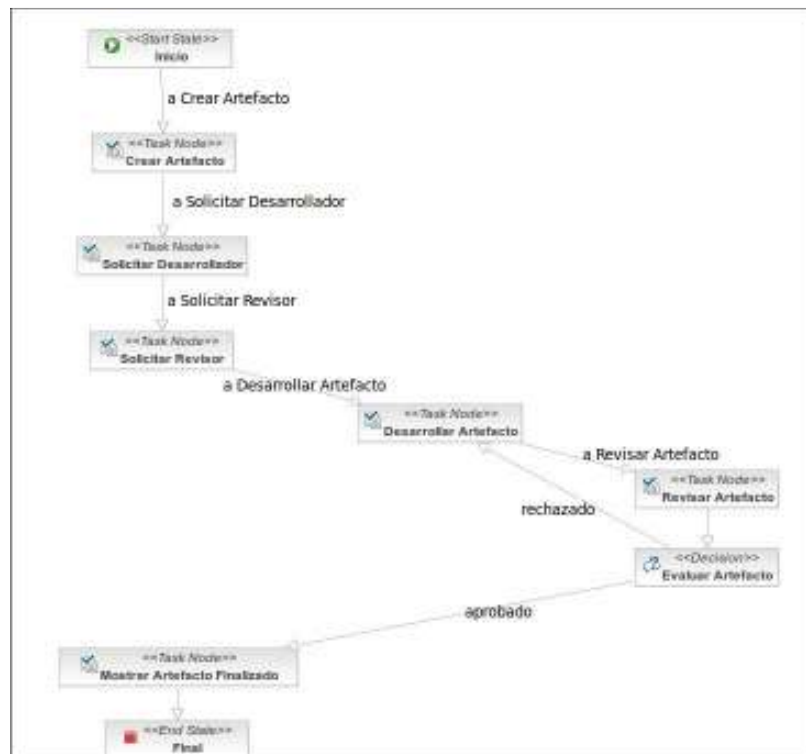 <<Start State>>
Inicio
a Crear Artefacto
<<Task Node>>
Crear Artefacto
a Solicitar Desarrollador
<<Task Node>>
Solicitar Desarrollador
a Solicitar Revisor
<<Task Node>>
Solicitar Revisor
a Desarrollar Artefacto
<<Task Node>>
Desarrollar Artefacto
a Revisar Artefacto
<<Task Node>>
Revisar Artefacto
rechazado
<<Decision>>
Evaluar Artefacto
aprobado
<<Task Node>>
Mostrar Artefacto Finalizado
<<End State>>
Final